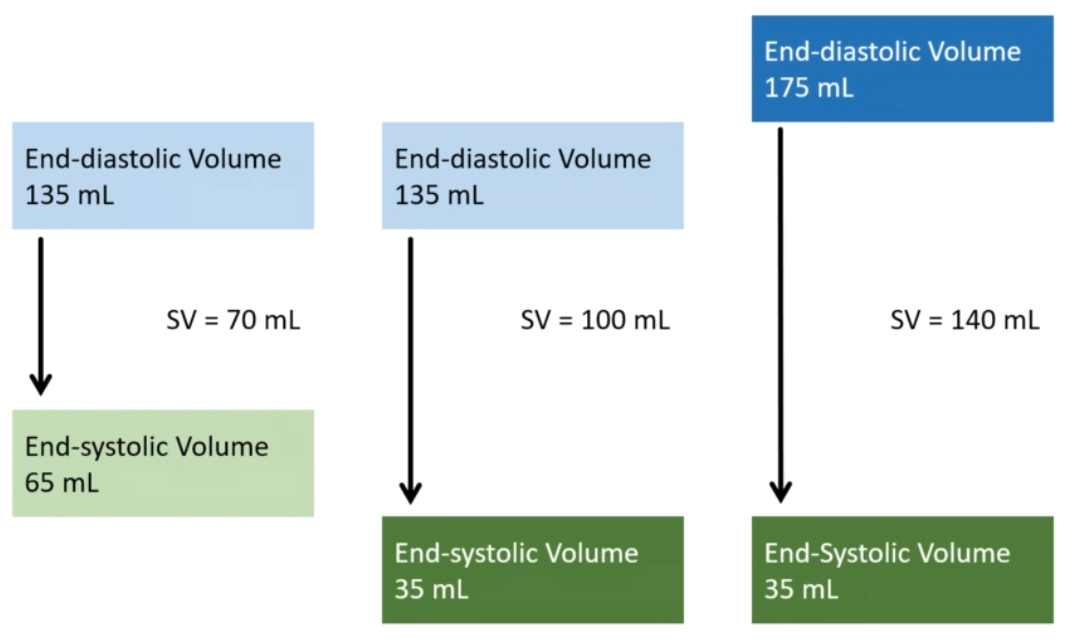 End-diastolic Volume
135 mL
SV = 70 mL
End-systolic Volume
65 mL
End-diastolic Volume
135 mL
SV = 100 mL
End-systolic Volume
35 mL
End-diastolic Volume
175 mL
SV = 140 mL
End-Systolic Volume
35 mL